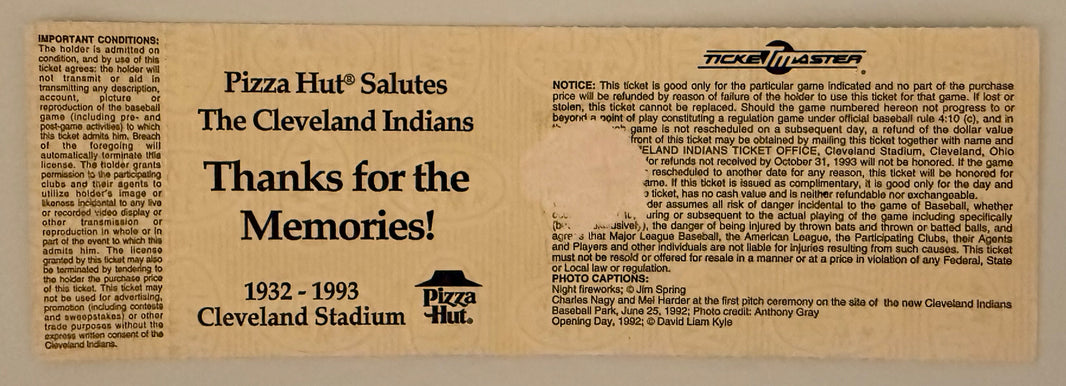 IMPORTANT CONDITIONS:
The holder is admitted on
condition, and by use of this
ticket agrees: the holder will
not transmit or aid in
transmitting any description,
account, picture or
reproduction of the baseball
game (including pre- and
post-game activities) to which
this ticket admits him. Breach
of the foregoing will
automatically terminate this
license. The holder grants
permission to the participating
clubs and their agents to
utilize holder's image or
likeness incidental to any live
or recorded video display or
other transmission or
reproduction in whole or in
part of the event to which this
admits him. The license
granted by this ticket may also
be terminated by tendering to
the holder the purchase price
of this ticket. This ticket may
not be used for advertising,
promotion (including contests
and sweepstakes) or other
trade purposes without the
express written consent of the
Cleveland Indians.
Pizza Hut® Salutes
The Cleveland Indians
Thanks for the
Memories!
1932 - 1993
Cleveland Stadium
Pizza
Hut®
TICKETMASTER®
NOTICE: This ticket is good only for the particular game indicated and no part of the purchase
price will be refunded by reason of failure of the holder to use this ticket for that game. If lost or
stolen, this ticket cannot be replaced. Should the game numbered hereon not progress to or
beyond a point of play constituting a regulation game under official baseball rule 4:10 (c), and in
game is not rescheduled on a subsequent day, a refund of the dollar value
front of this ticket may be obtained by mailing this ticket together with name and
ELAND INDIANS TICKET OFFICE, Cleveland Stadium, Cleveland, Ohio
for refunds not received by October 31, 1993 will not be honored. If the game
rescheduled to another date for any reason, this ticket will be honored for
ame. If this ticket is issued as complimentary, it is good only for the day and
ticket, has no cash value and is neither refundable nor exchangeable.
der assumes all risk of danger incidental to the game of Baseball, whether
uring or subsequent to the actual playing of the game including specifically
usively), the danger of being injured by thrown bats and thrown or batted balls, and
agrees that Major League Baseball, the American League, the Participating Clubs, their Agents
and Players and other individuals are not liable for injuries resulting from such causes. This ticket
must not be resold or offered for resale in a manner or at a price in violation of any Federal, State
or Local law or regulation.
PHOTO CAPTIONS:
Night fireworks; © Jim Spring
Charles Nagy and Mel Harder at the first pitch ceremony on the site of the new Cleveland Indians
Baseball Park, June 25, 1992; Photo credit: Anthony Gray
Opening Day, 1992; © David Liam Kyle